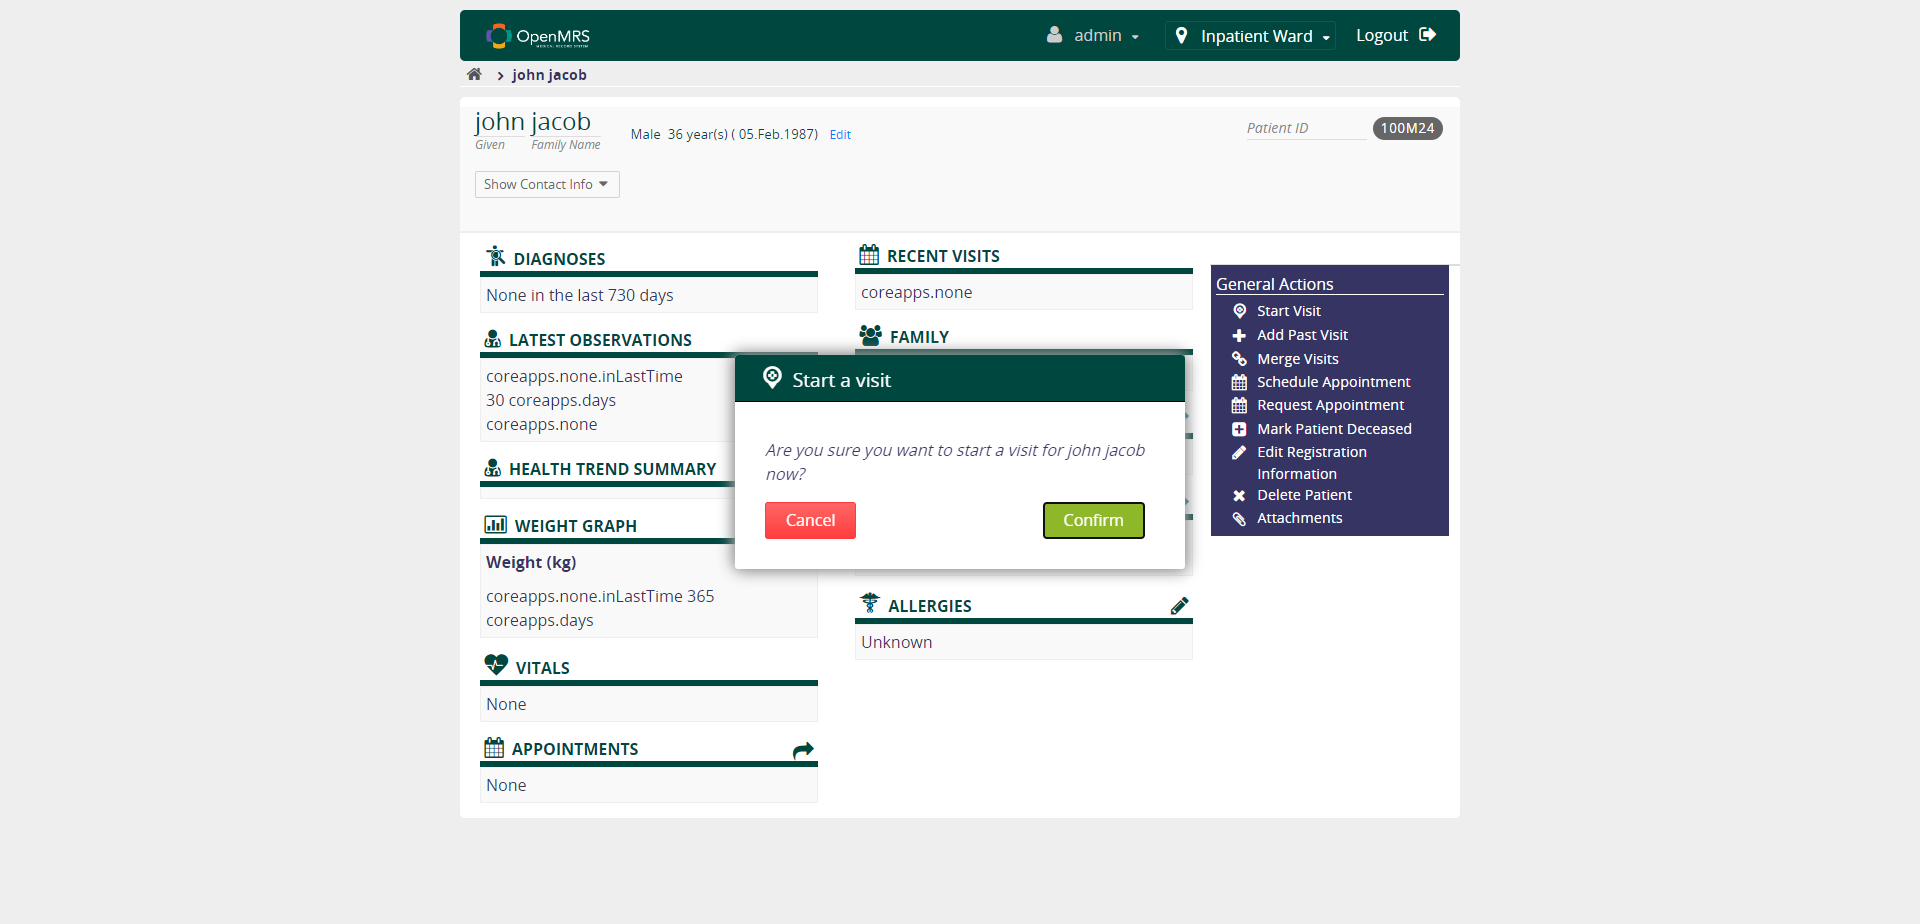 OpenMRS
MEDICAL RECORD SYSTEM
admin
Inpatient Ward
Logout
john jacob
john jacob
Given Family Name
Male 36 year(s) ( 05.Feb.1987) Edit
Patient ID 100M24
Show Contact Info
DIAGNOSES
None in the last 730 days
LATEST OBSERVATIONS
coreapps.none.inLastTime
30 coreapps.days
coreapps.none
HEALTH TREND SUMMARY
WEIGHT GRAPH
Weight (kg)
coreapps.none.inLastTime 365
coreapps.days
VITALS
None
APPOINTMENTS
None
RECENT VISITS
coreapps.none
FAMILY
Start a visit
Are you sure you want to start a visit for john jacob
now?
Cancel
Confirm
ALLERGIES
Unknown
General Actions
Start Visit
Add Past Visit
Merge Visits
Schedule Appointment
Request Appointment
Mark Patient Deceased
Edit Registration
Information
Delete Patient
Attachments